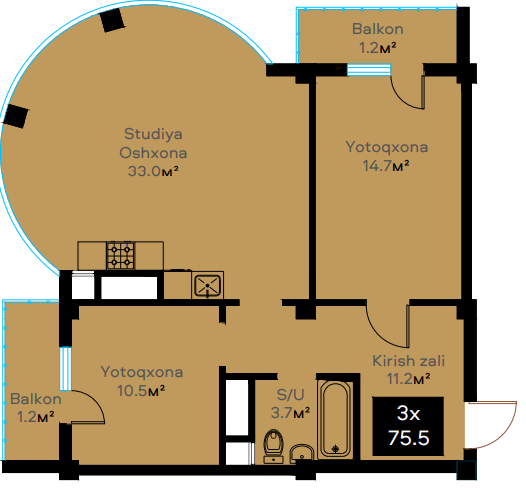 Balkon
1.2м²
Studiya
Oshxona
33.0м²
Yotoqxona
14.7м²
Yotoqxona
10.5м²
Kirish zali
11.2м²
Balkon
1.2м²
S/U
3.7м²
3x
75.5